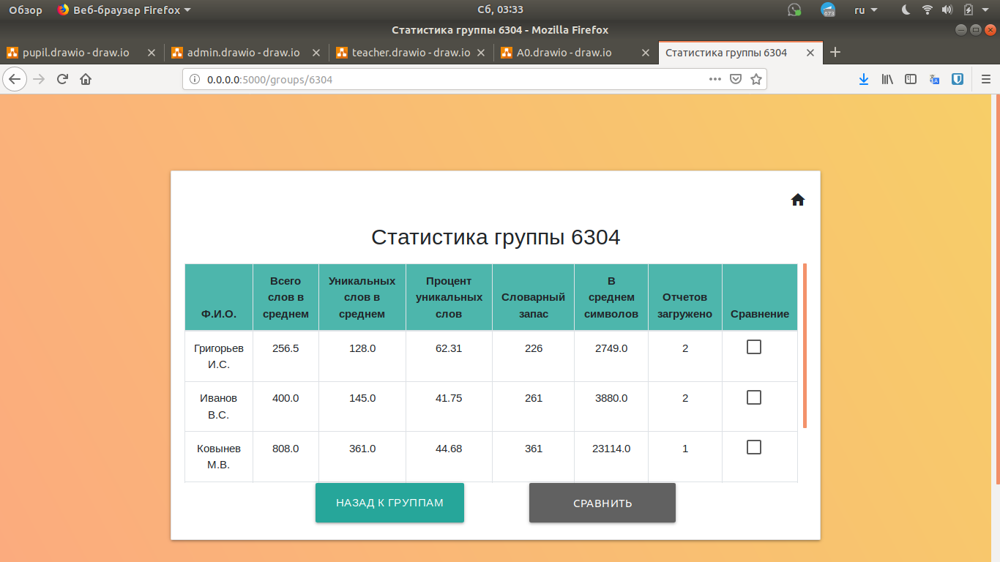 Обзор Веб-браузер Firefox Сб, 03:33 673 ru
Статистика группы 6304 - Mozilla Firefox
pupil.drawio - draw.io admin.drawio - draw.io teacher.drawio - draw.io A0.drawio - draw.io Статистика группы 6304
0.0.0.0:5000/groups/6304
Статистика группы 6304
Ф.И.О. Всего слов в среднем Уникальных слов в среднем Процент уникальных слов Словарный запас В среднем символов Отчетов загружено Сравнение
Григорьев И.С. 256.5 128.0 62.31 226 2749.0 2
Иванов В.С. 400.0 145.0 41.75 261 3880.0 2
Ковынев М.В. 808.0 361.0 44.68 361 23114.0 1
НАЗАД К ГРУППАМ СРАВНИТЬ